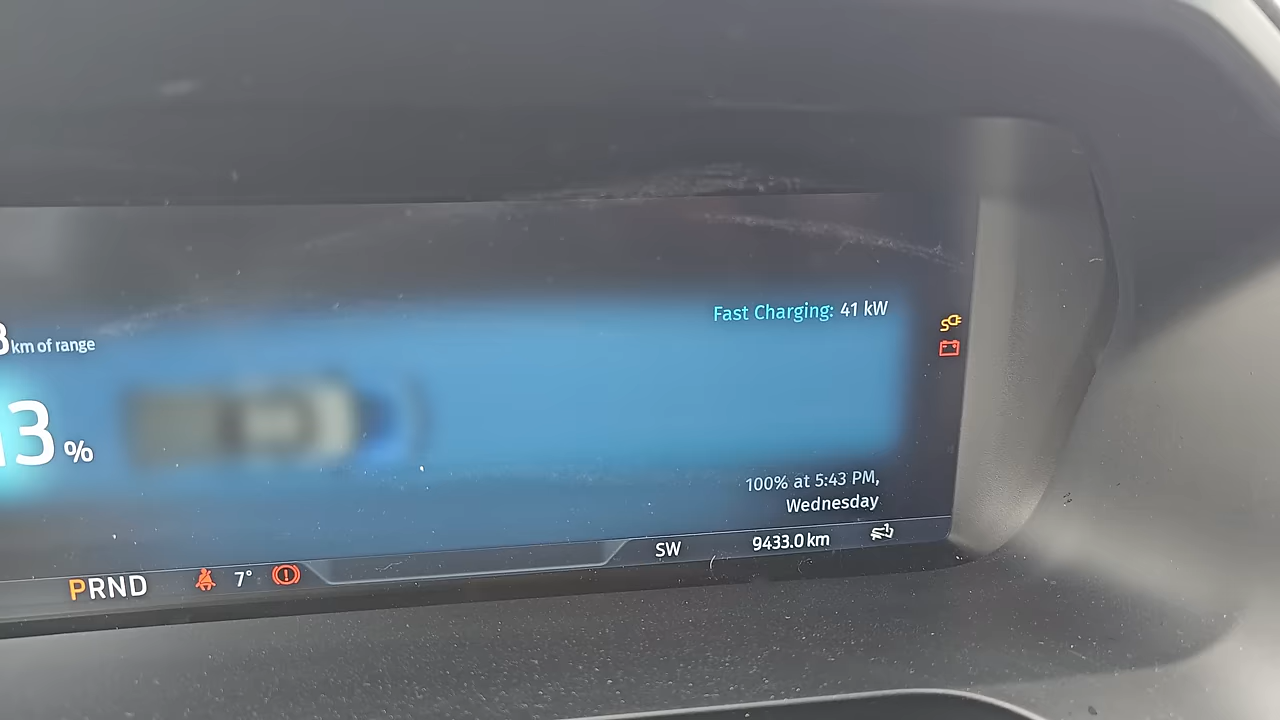 Fast Charging: 41 kW
km of range
%
100% at 5:43 PM,
Wednesday
SW
9433.0 km
PRND
7°